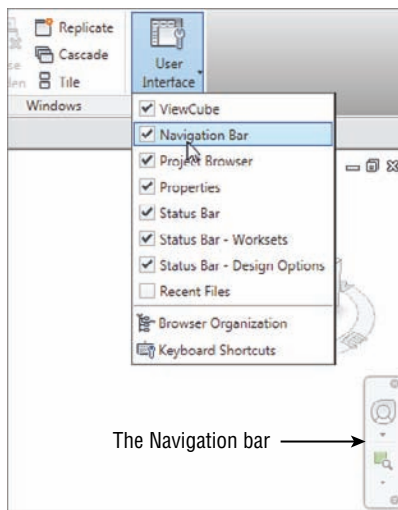 Replicate
Cascade
Tile
Windows
User
Interface
ViewCube
Navigation Bar
Project Browser
Properties
Status Bar
Status Bar - Worksets
Status Bar - Design Options
Recent Files
Browser Organization
Keyboard Shortcuts
The Navigation bar